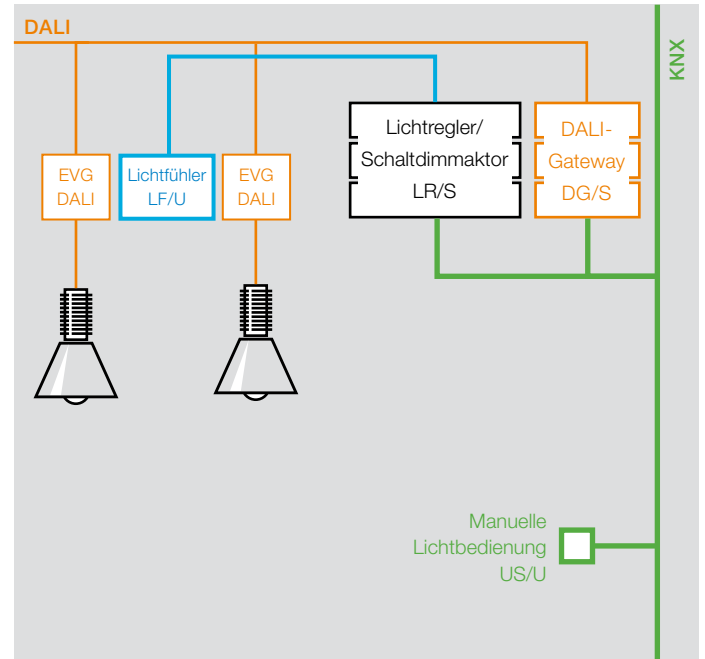 DALI
KNX
EVG
DALI
Lichtfühler
LF/U
EVG
DALI
Lichtregler/
Schaltdimmaktor
LR/S
DALI-
Gateway
DG/S
Manuelle
Lichtbedienung
US/U